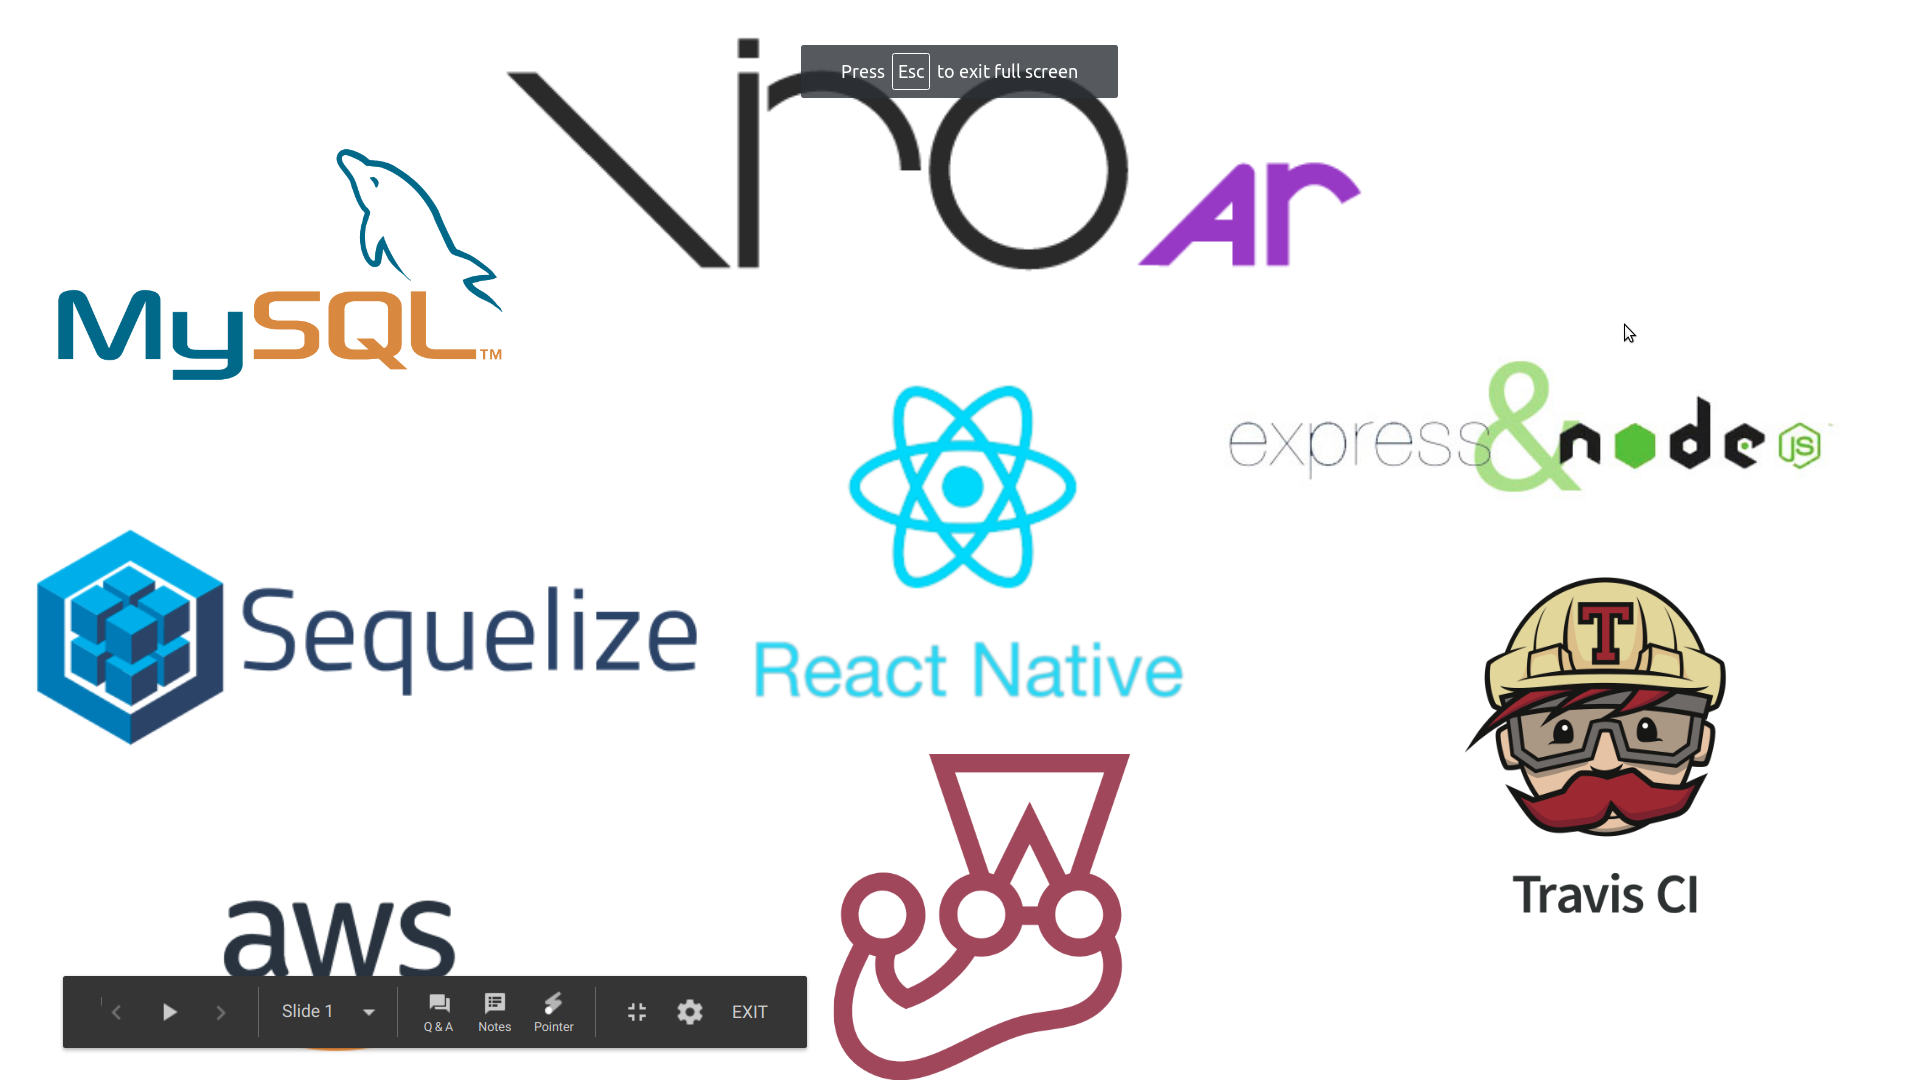 Press Esc to exit full screen
Viro AR
MySQL™
express & node JS
React Native
Sequelize
T
Travis CI
aws
Slide 1
Q & A
Notes
Pointer
EXIT